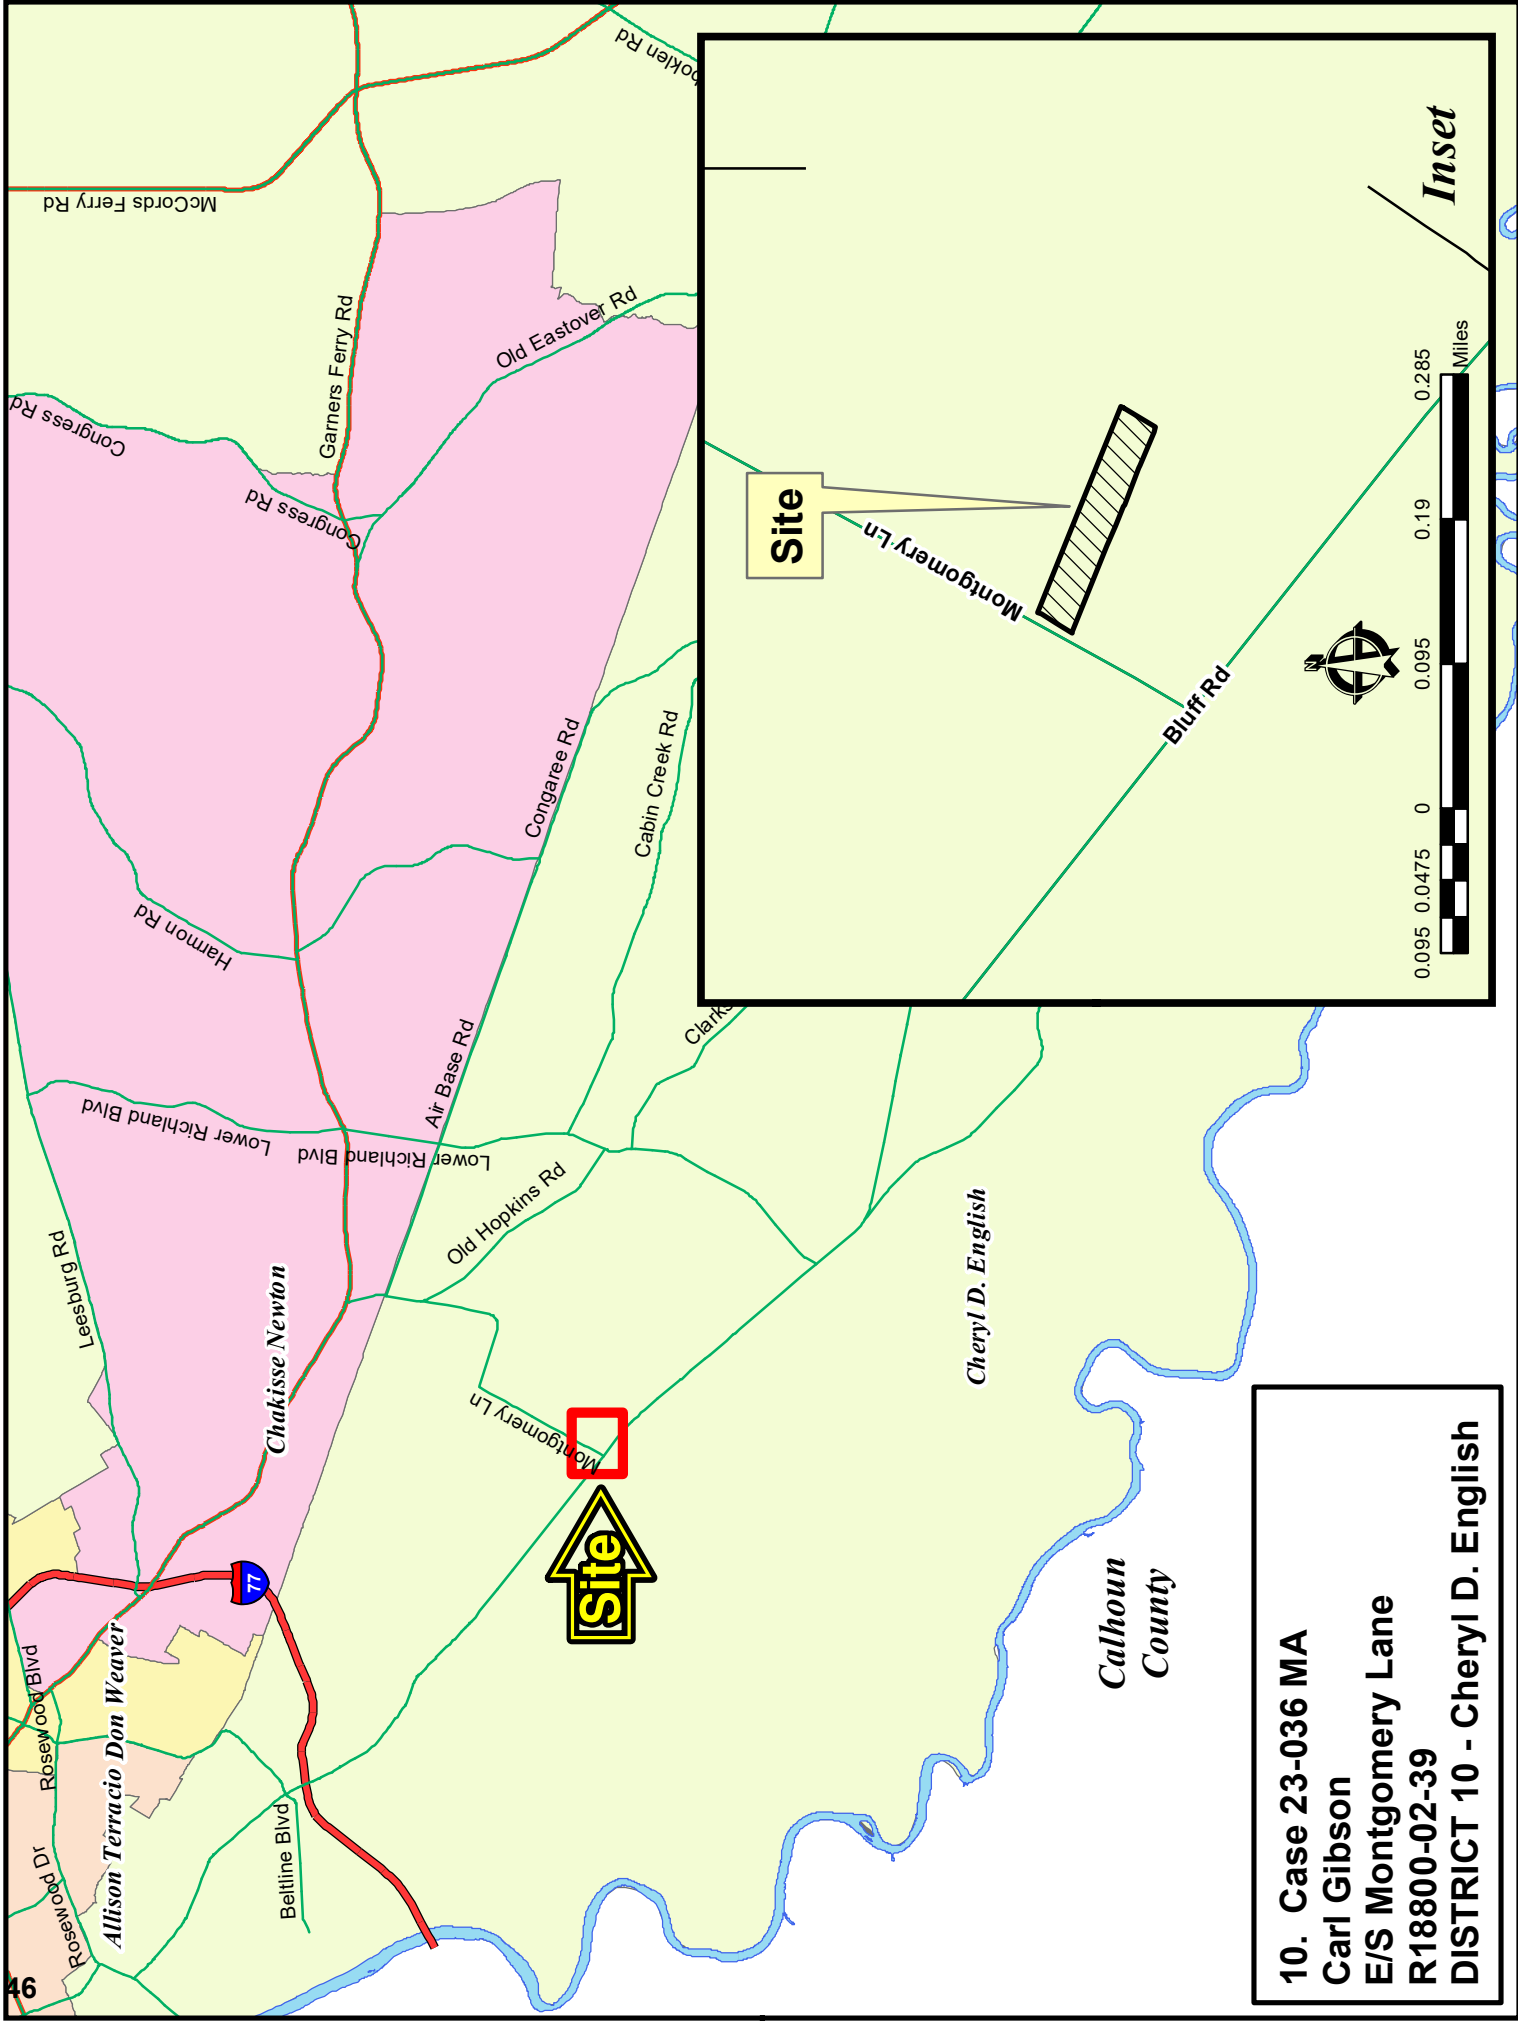 46
Rosewood Dr
Rosewood Blvd
Allison Terracio
Don Weaver
Beltline Blvd
77
Leesburg Rd
Chakisse Newton
Lower Richland Blvd
Lower Richland Blvd
Harmon Rd
Congress Rd
Congress Rd
Garners Ferry Rd
McCords Ferry Rd
Old Eastover Rd
Air Base Rd
Congaree Rd
Cabin Creek Rd
Old Hopkins Rd
Montgomery Ln
Site
Cheryl D. English
Calhoun
County
Site
Montgomery Ln
Bluff Rd
N
Inset
0.095 0.0475 0 0.095 0.19 0.285
Miles
10. Case 23-036 MA
Carl Gibson
E/S Montgomery Lane
R18800-02-39
DISTRICT 10 - Cheryl D. English